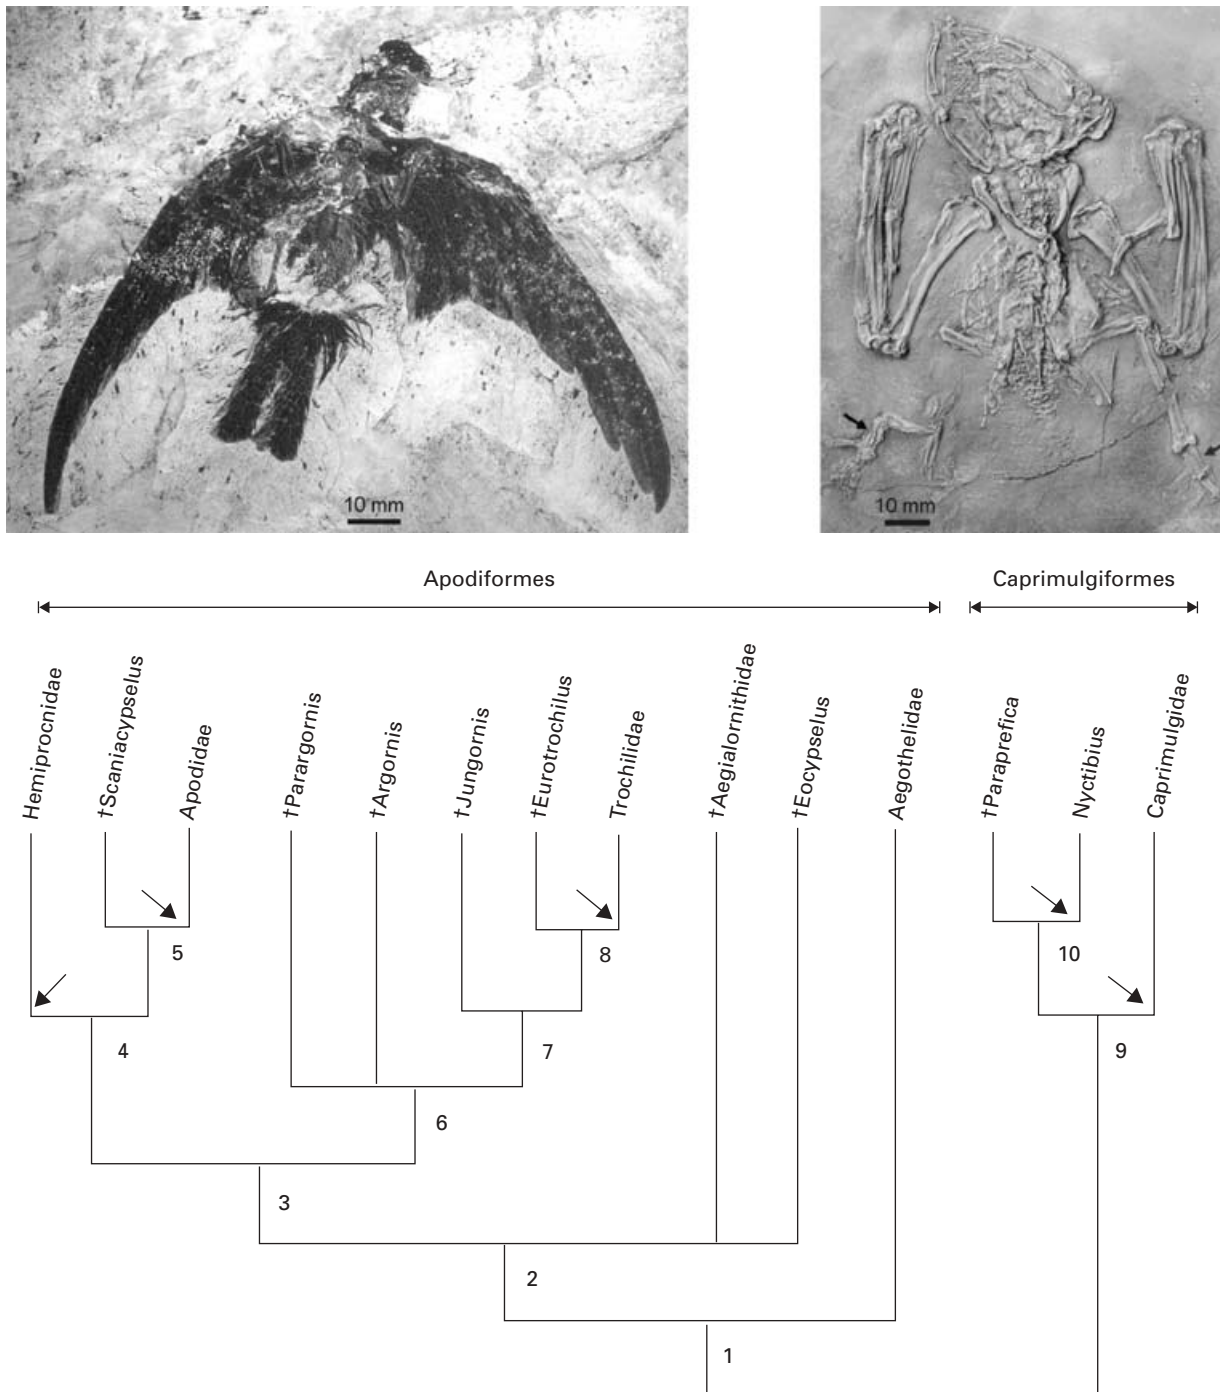 10 mm
10 mm
Apodiformes
Caprimulgiformes
Hemiprocnidae
†Scaniacypselus
Apodidae
†Parargornis
†Argornis
†Jungornis
†Eurotrochilus
Trochilidae
†Aegialornithidae
†Eocypselus
Aegothelidae
†Paraprefica
Nyctibius
Caprimulgidae
5
8
10
4
7
9
6
3
2
1